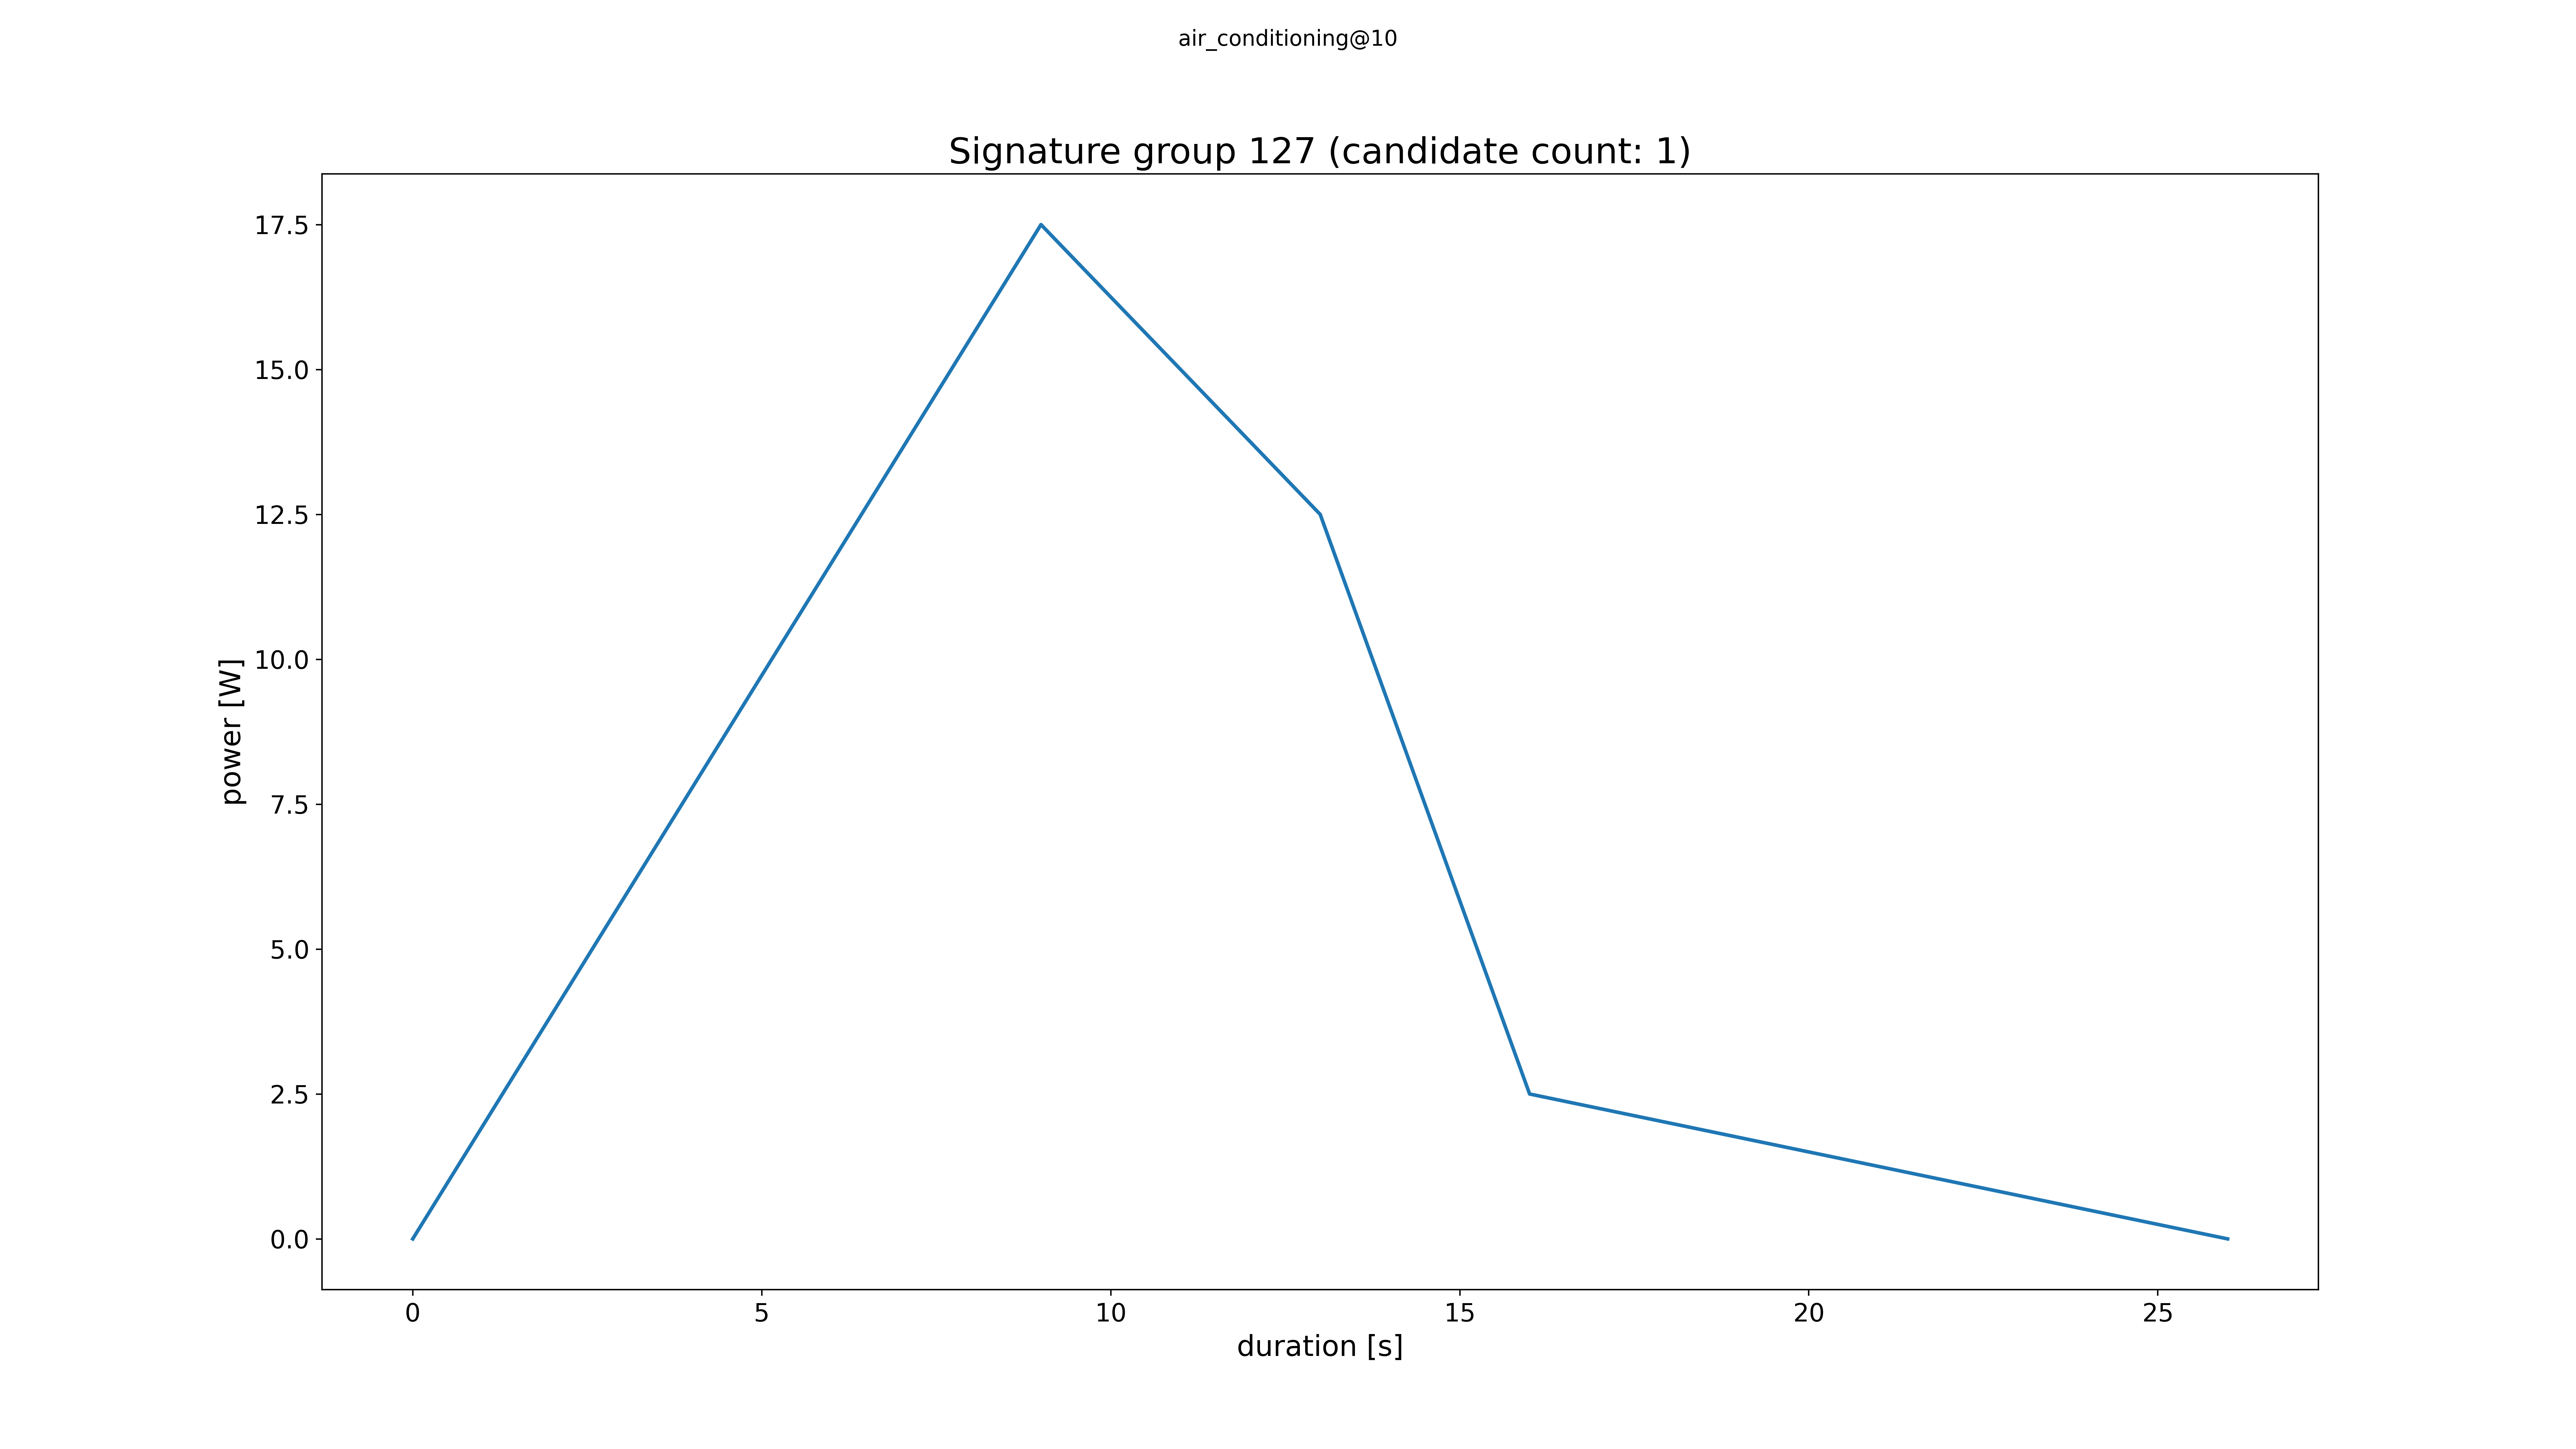 air_conditioning@10
Signature group 127 (candidate count: 1)
17.5
15.0
12.5
10.0
7.5
5.0
2.5
0.0
power [W]
0 5 10 15 20 25
duration [s]